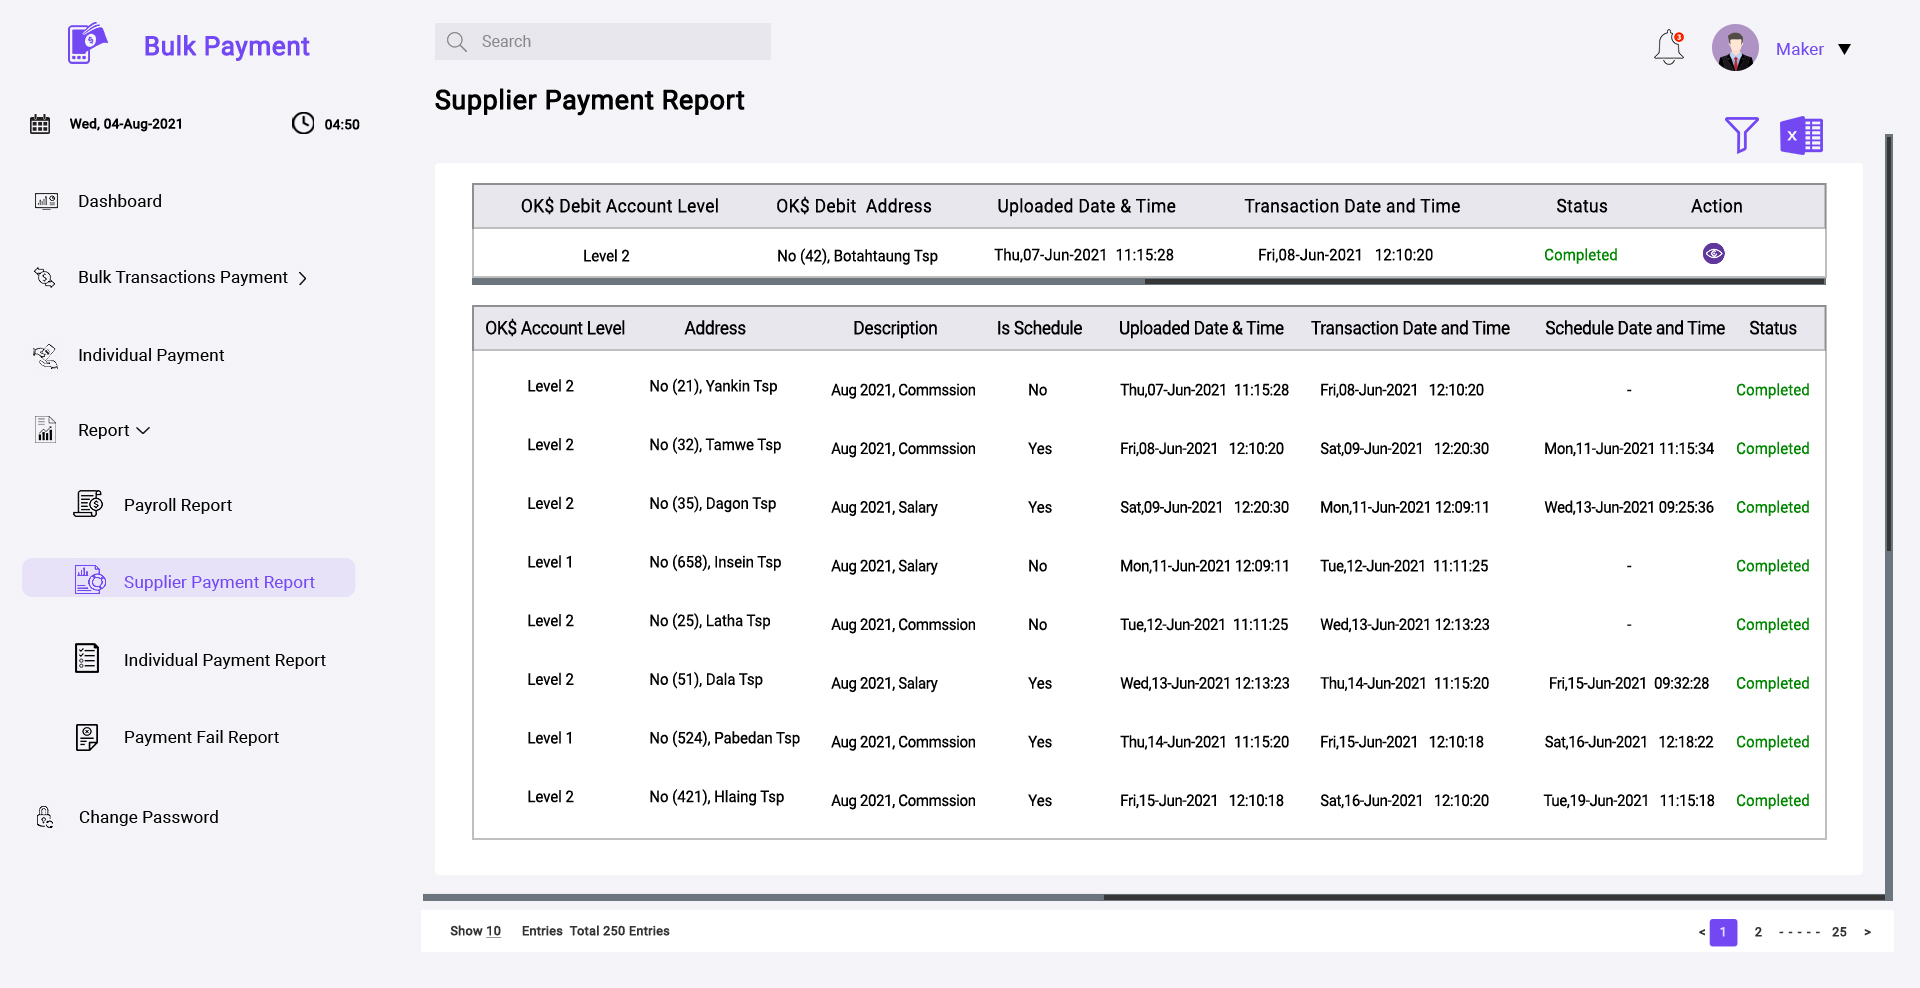 Bulk Payment
Search
3
Maker
Supplier Payment Report
Wed, 04-Aug-2021 04:50
X
Dashboard
Bulk Transactions Payment
Individual Payment
Report
Payroll Report
Supplier Payment Report
Individual Payment Report
Payment Fail Report
Change Password
OK$ Debit Account Level OK$ Debit Address Uploaded Date & Time Transaction Date and Time Status Action
Level 2 No (42), Botahtaung Tsp Thu,07-Jun-2021 11:15:28 Fri,08-Jun-2021 12:10:20 Completed
OK$ Account Level Address Description Is Schedule Uploaded Date & Time Transaction Date and Time Schedule Date and Time Status
Level 2 No (21), Yankin Tsp Aug 2021, Commssion No Thu,07-Jun-2021 11:15:28 Fri,08-Jun-2021 12:10:20 - Completed
Level 2 No (32), Tamwe Tsp Aug 2021, Commssion Yes Fri,08-Jun-2021 12:10:20 Sat,09-Jun-2021 12:20:30 Mon,11-Jun-2021 11:15:34 Completed
Level 2 No (35), Dagon Tsp Aug 2021, Salary Yes Sat,09-Jun-2021 12:20:30 Mon,11-Jun-2021 12:09:11 Wed,13-Jun-2021 09:25:36 Completed
Level 1 No (658), Insein Tsp Aug 2021, Salary No Mon,11-Jun-2021 12:09:11 Tue,12-Jun-2021 11:11:25 - Completed
Level 2 No (25), Latha Tsp Aug 2021, Commssion No Tue,12-Jun-2021 11:11:25 Wed,13-Jun-2021 12:13:23 - Completed
Level 2 No (51), Dala Tsp Aug 2021, Salary Yes Wed,13-Jun-2021 12:13:23 Thu,14-Jun-2021 11:15:20 Fri,15-Jun-2021 09:32:28 Completed
Level 1 No (524), Pabedan Tsp Aug 2021, Commssion Yes Thu,14-Jun-2021 11:15:20 Fri,15-Jun-2021 12:10:18 Sat,16-Jun-2021 12:18:22 Completed
Level 2 No (421), Hlaing Tsp Aug 2021, Commssion Yes Fri,15-Jun-2021 12:10:18 Sat,16-Jun-2021 12:10:20 Tue,19-Jun-2021 11:15:18 Completed
Show 10 Entries Total 250 Entries
< 1 2 - - - - - 25 >